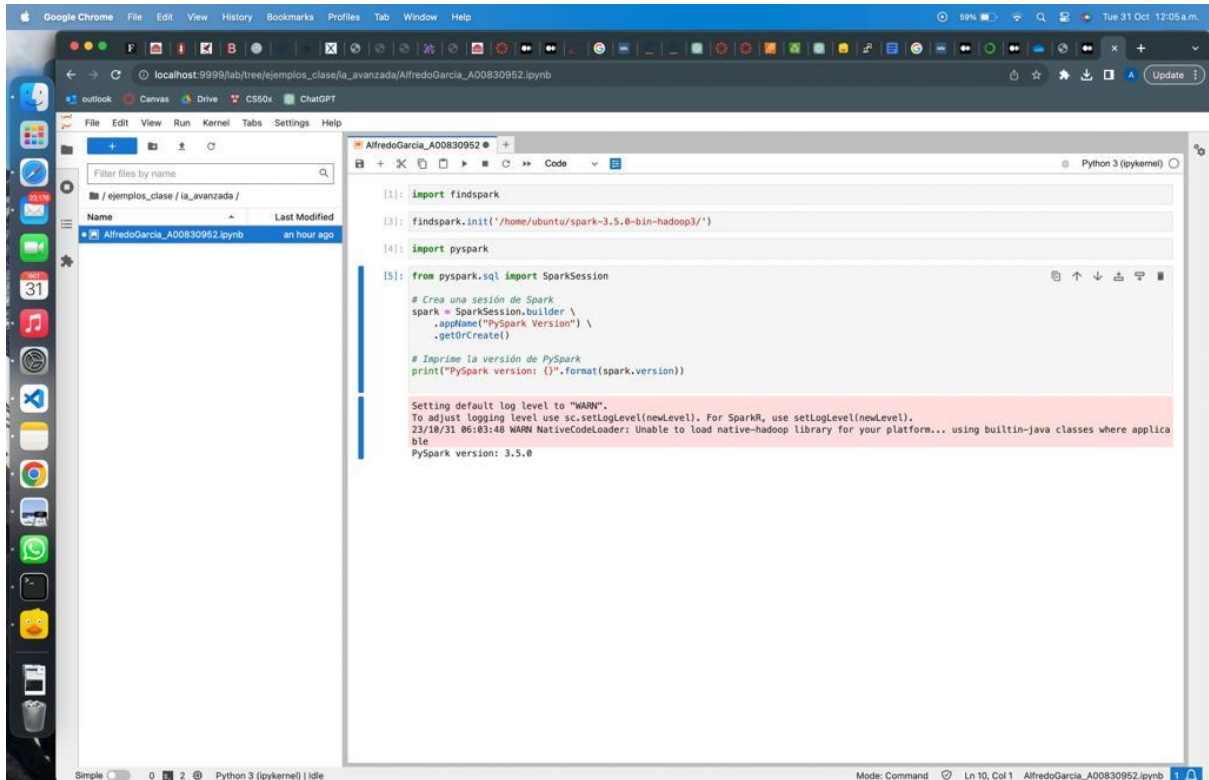 Google Chrome File Edit View History Bookmarks Profiles Tab Window Help
59% Tue 31 Oct 12:05 a.m.
localhost:9999/lab/tree/ejemplos_clase/ia_avanzada/AlfredoGarcia_A00830952.ipynb
A Update
outlook Canvas Drive CS50x ChatGPT
File Edit View Run Kernel Tabs Settings Help
AlfredoGarcia_A00830952
Code Python 3 (ipykernel)
Filter files by name
/ ejemplos_clase / ia_avanzada /
Name Last Modified
AlfredoGarcia_A00830952.ipynb an hour ago
23,176
OCT
31
[1]: import findspark
[3]: findspark.init('/home/ubuntu/spark-3.5.0-bin-hadoop3/')
[4]: import pyspark
[5]: from pyspark.sql import SparkSession
# Crea una sesión de Spark
spark = SparkSession.builder \
.appName("PySpark Version") \
.getOrCreate()
# Imprime la versión de PySpark
print("PySpark version: {}".format(spark.version))
Setting default log level to "WARN".
To adjust logging level use sc.setLogLevel(newLevel). For SparkR, use setLogLevel(newLevel).
23/10/31 06:03:48 WARN NativeCodeLoader: Unable to load native-hadoop library for your platform... using builtin-java classes where applica
ble
PySpark version: 3.5.0
Simple 0 2 Python 3 (ipykernel) | Idle
Mode: Command Ln 10, Col 1 AlfredoGarcia_A00830952.ipynb 1